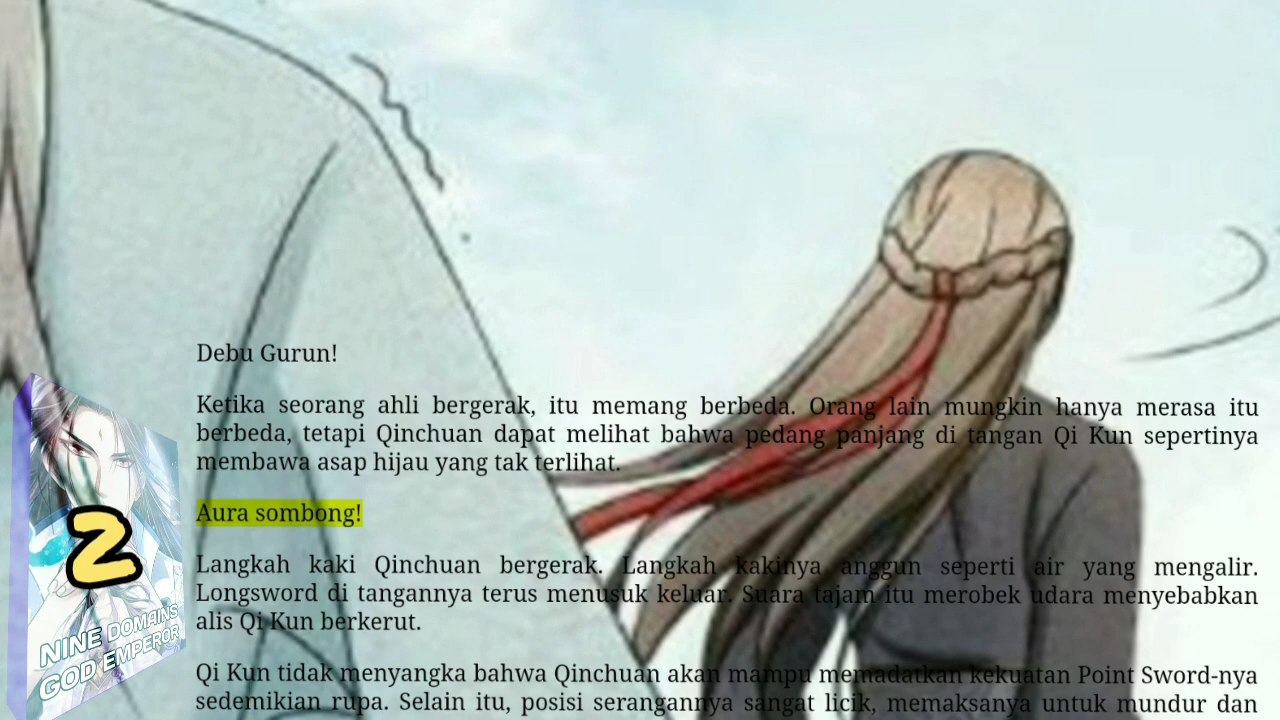 Debu Gurun!
Ketika seorang ahli bergerak, itu memang berbeda. Orang lain mungkin hanya merasa itu
berbeda, tetapi Qinchuan dapat melihat bahwa pedang panjang di tangan Qi Kun sepertinya
membawa asap hijau yang tak terlihat.
Aura sombong!
Langkah kaki Qinchuan bergerak. Langkah kakinya anggun seperti air yang mengalir.
Longsword di tangannya terus menusuk keluar. Suara tajam itu merobek udara menyebabkan
alis Qi Kun berkerut.
Qi Kun tidak menyangka bahwa Qinchuan akan mampu memadatkan kekuatan Point Sword-nya
sedemikian rupa. Selain itu, posisi serangannya sangat licik, memaksanya untuk mundur dan
2
NINE DOMAINS
GOD EMPEROR